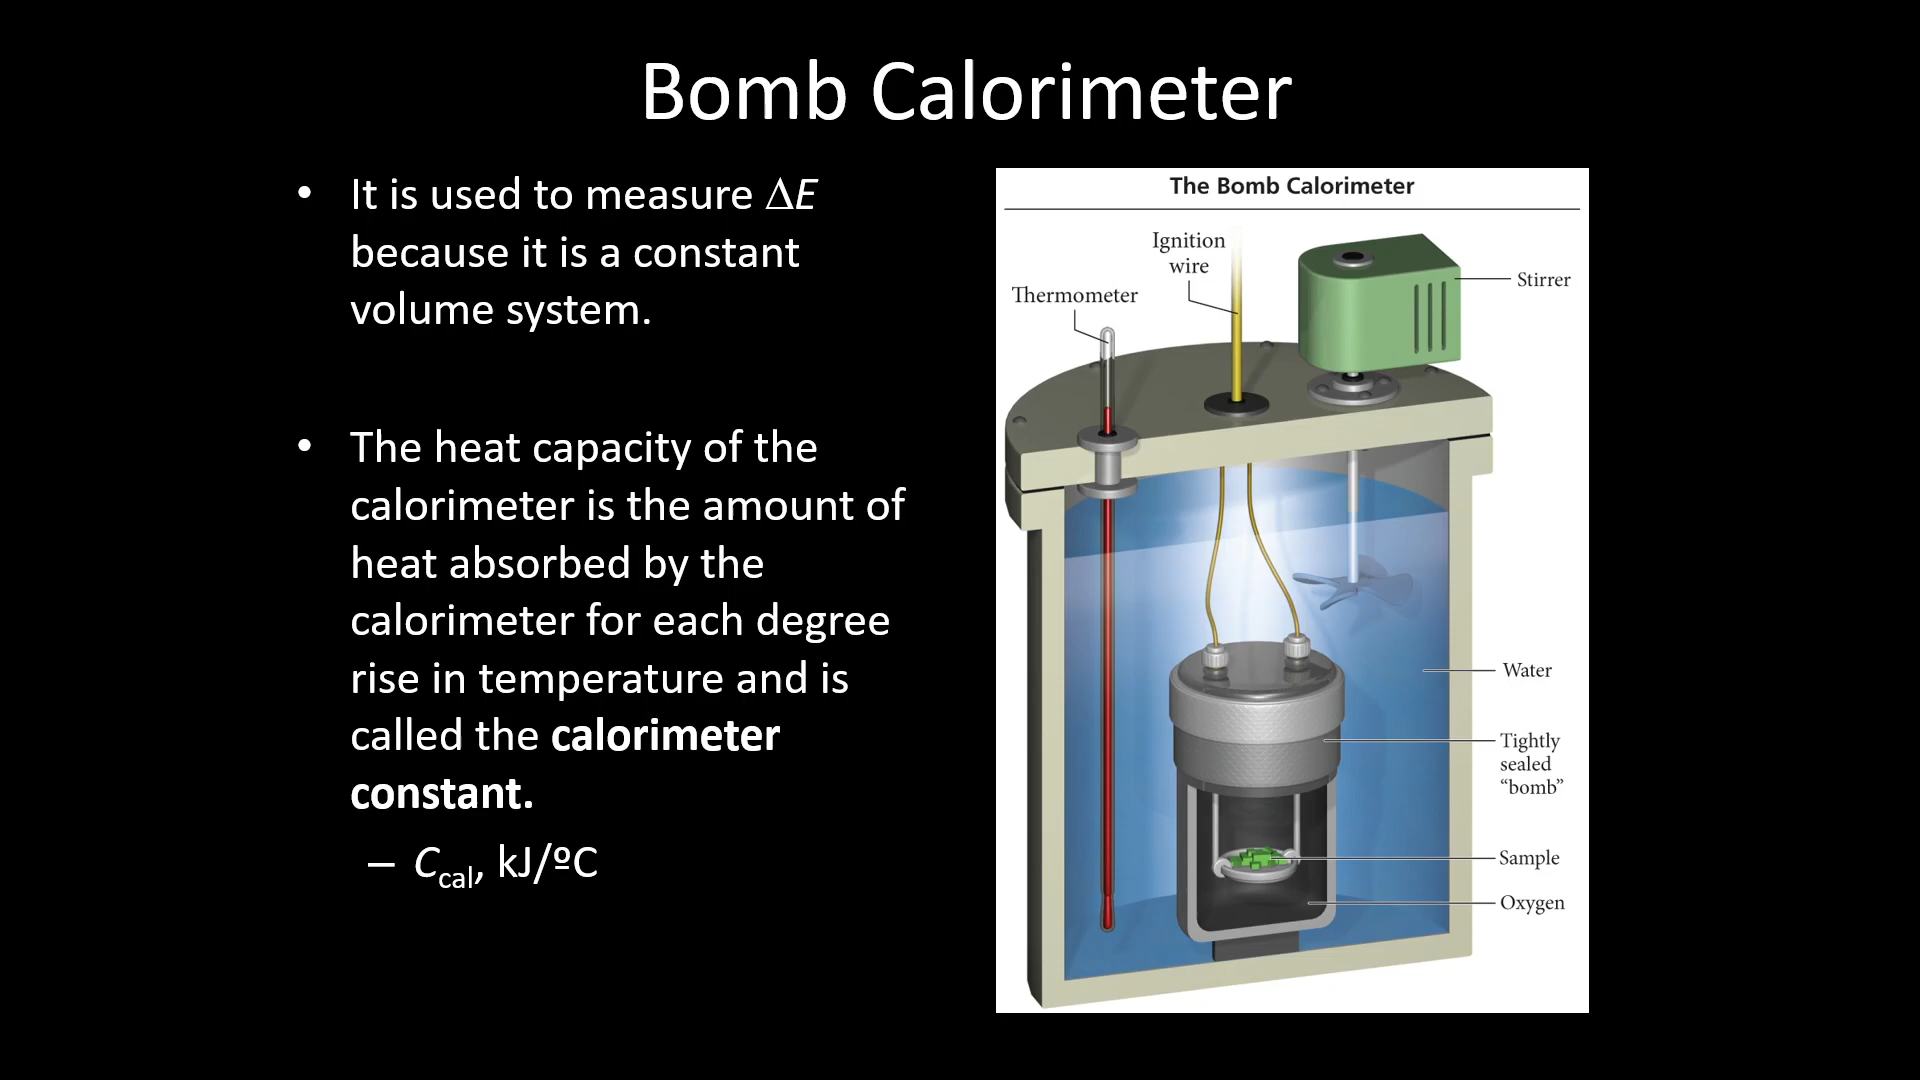 Bomb Calorimeter
• It is used to measure ΔE
because it is a constant
volume system.
• The heat capacity of the
calorimeter is the amount of
heat absorbed by the
calorimeter for each degree
rise in temperature and is
called the calorimeter
constant.
– Ccal, kJ/ºC
The Bomb Calorimeter
Ignition
wire
Thermometer
Stirrer
Water
Tightly
sealed
“bomb”
Sample
Oxygen